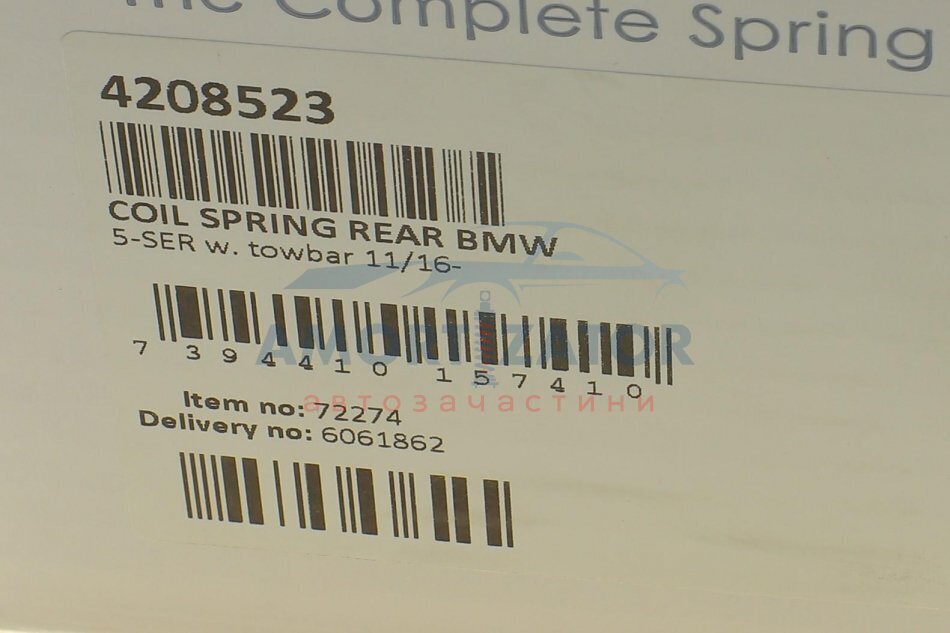 The Complete Spring
4208523
COIL SPRING REAR BMW
5-SER w. towbar 11/16-
7 394410 157410
AMORTIZATOR
автозачастини
Item no: 72274
Delivery no: 6061862